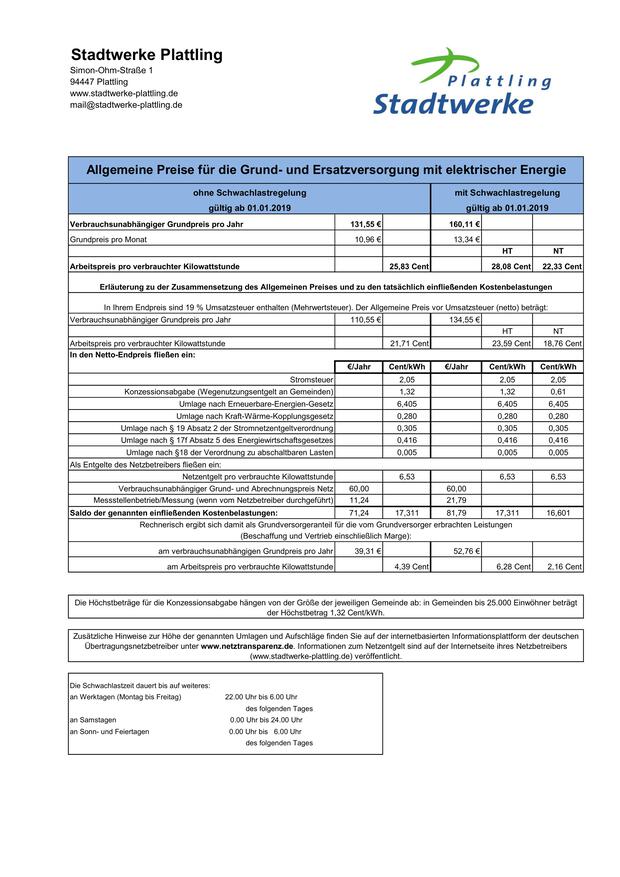 Stadtwerke Plattling
Simon-Ohm-Straße 1
94447 Plattling
www.stadtwerke-plattling.de
mail@stadtwerke-plattling.de
Plattling
Stadtwerke
Allgemeine Preise für die Grund- und Ersatzversorgung mit elektrischer Energie
ohne Schwachlastregelung mit Schwachlastregelung
gültig ab 01.01.2019 gültig ab 01.01.2019
Verbrauchsunabhängiger Grundpreis pro Jahr 131,55 € 160,11 €
Grundpreis pro Monat 10,96 € 13,34 €
HT NT
Arbeitspreis pro verbrauchter Kilowattstunde 25,83 Cent 28,08 Cent 22,33 Cent
Erläuterung zu der Zusammensetzung des Allgemeinen Preises und zu den tatsächlich einfließenden Kostenbelastungen
In Ihrem Endpreis sind 19 % Umsatzsteuer enthalten (Mehrwertsteuer). Der Allgemeine Preis vor Umsatzsteuer (netto) beträgt:
Verbrauchsunabhängiger Grundpreis pro Jahr 110,55 € 134,55 €
HT NT
Arbeitspreis pro verbrauchter Kilowattstunde 21,71 Cent 23,59 Cent 18,76 Cent
In den Netto-Endpreis fließen ein:
€/Jahr Cent/kWh €/Jahr Cent/kWh Cent/kWh
Stromsteuer 2,05 2,05 2,05
Konzessionsabgabe (Wegenutzungsentgelt an Gemeinden) 1,32 1,32 0,61
Umlage nach Erneuerbare-Energien-Gesetz 6,405 6,405 6,405
Umlage nach Kraft-Wärme-Kopplungsgesetz 0,280 0,280 0,280
Umlage nach § 19 Absatz 2 der Stromnetzentgeltverordnung 0,305 0,305 0,305
Umlage nach § 17f Absatz 5 des Energiewirtschaftsgesetzes 0,416 0,416 0,416
Umlage nach §18 der Verordnung zu abschaltbaren Lasten 0,005 0,005 0,005
Als Entgelte des Netzbetreibers fließen ein:
Netzentgelt pro verbrauchte Kilowattstunde 6,53 6,53 6,53
Verbrauchsunabhängiger Grund- und Abrechnungspreis Netz 60,00 60,00
Messstellenbetrieb/Messung (wenn vom Netzbetreiber durchgeführt) 11,24 21,79
Saldo der genannten einfließenden Kostenbelastungen: 71,24 17,311 81,79 17,311 16,601
Rechnerisch ergibt sich damit als Grundversorgeranteil für die vom Grundversorger erbrachten Leistungen
(Beschaffung und Vertrieb einschließlich Marge):
am verbrauchsunabhängigen Grundpreis pro Jahr 39,31 € 52,76 €
am Arbeitspreis pro verbrauchte Kilowattstunde 4,39 Cent 6,28 Cent 2,16 Cent
Die Höchstbeträge für die Konzessionsabgabe hängen von der Größe der jeweiligen Gemeinde ab: in Gemeinden bis 25.000 Einwöhner beträgt
der Höchstbetrag 1,32 Cent/kWh.
Zusätzliche Hinweise zur Höhe der genannten Umlagen und Aufschläge finden Sie auf der internetbasierten Informationsplattform der deutschen
Übertragungsnetzbetreiber unter www.netztransparenz.de. Informationen zum Netzentgelt sind auf der Internetseite ihres Netzbetreibers
(www.stadtwerke-plattling.de) veröffentlicht.
Die Schwachlastzeit dauert bis auf weiteres:
an Werktagen (Montag bis Freitag) 22.00 Uhr bis 6.00 Uhr
des folgenden Tages
an Samstagen 0.00 Uhr bis 24.00 Uhr
an Sonn- und Feiertagen 0.00 Uhr bis 6.00 Uhr
des folgenden Tages